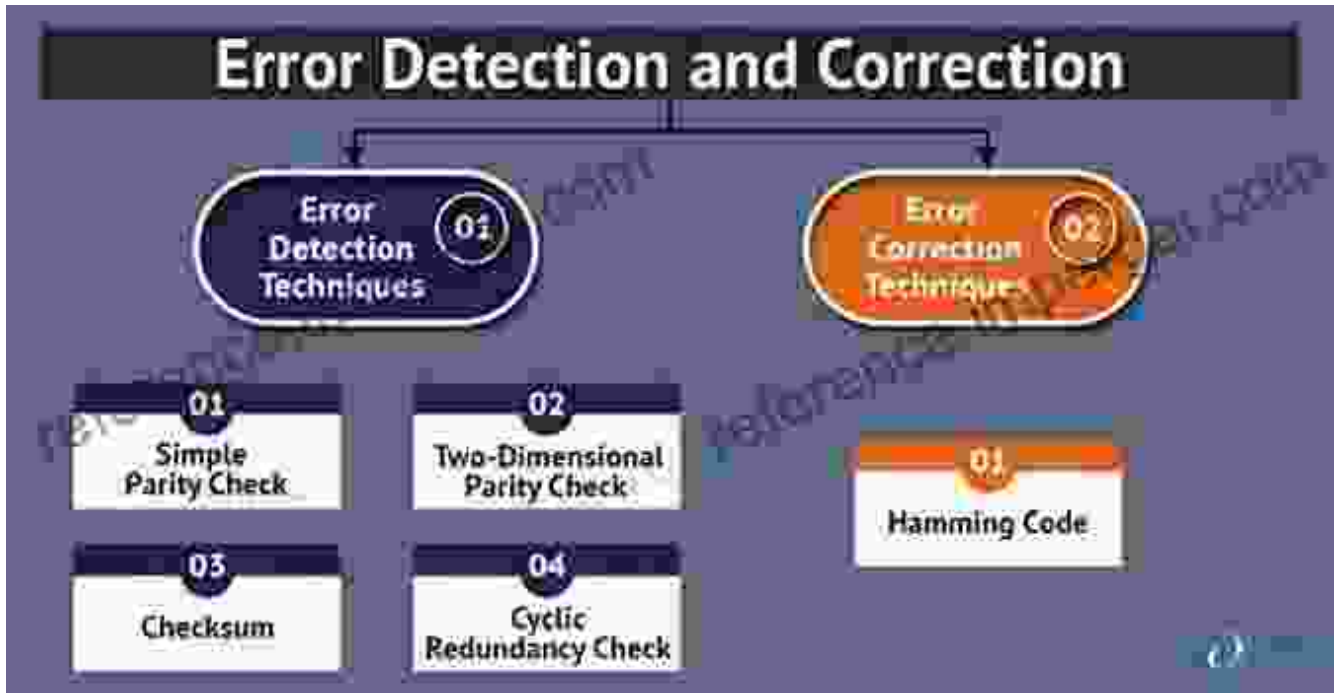 Error Detection and Correction
Error
Detection
Techniques
01
Error
Correction
Techniques
02
01
Simple
Parity Check
02
Two-Dimensional
Parity Check
03
Checksum
04
Cyclic
Redundancy Check
01
Hamming Code